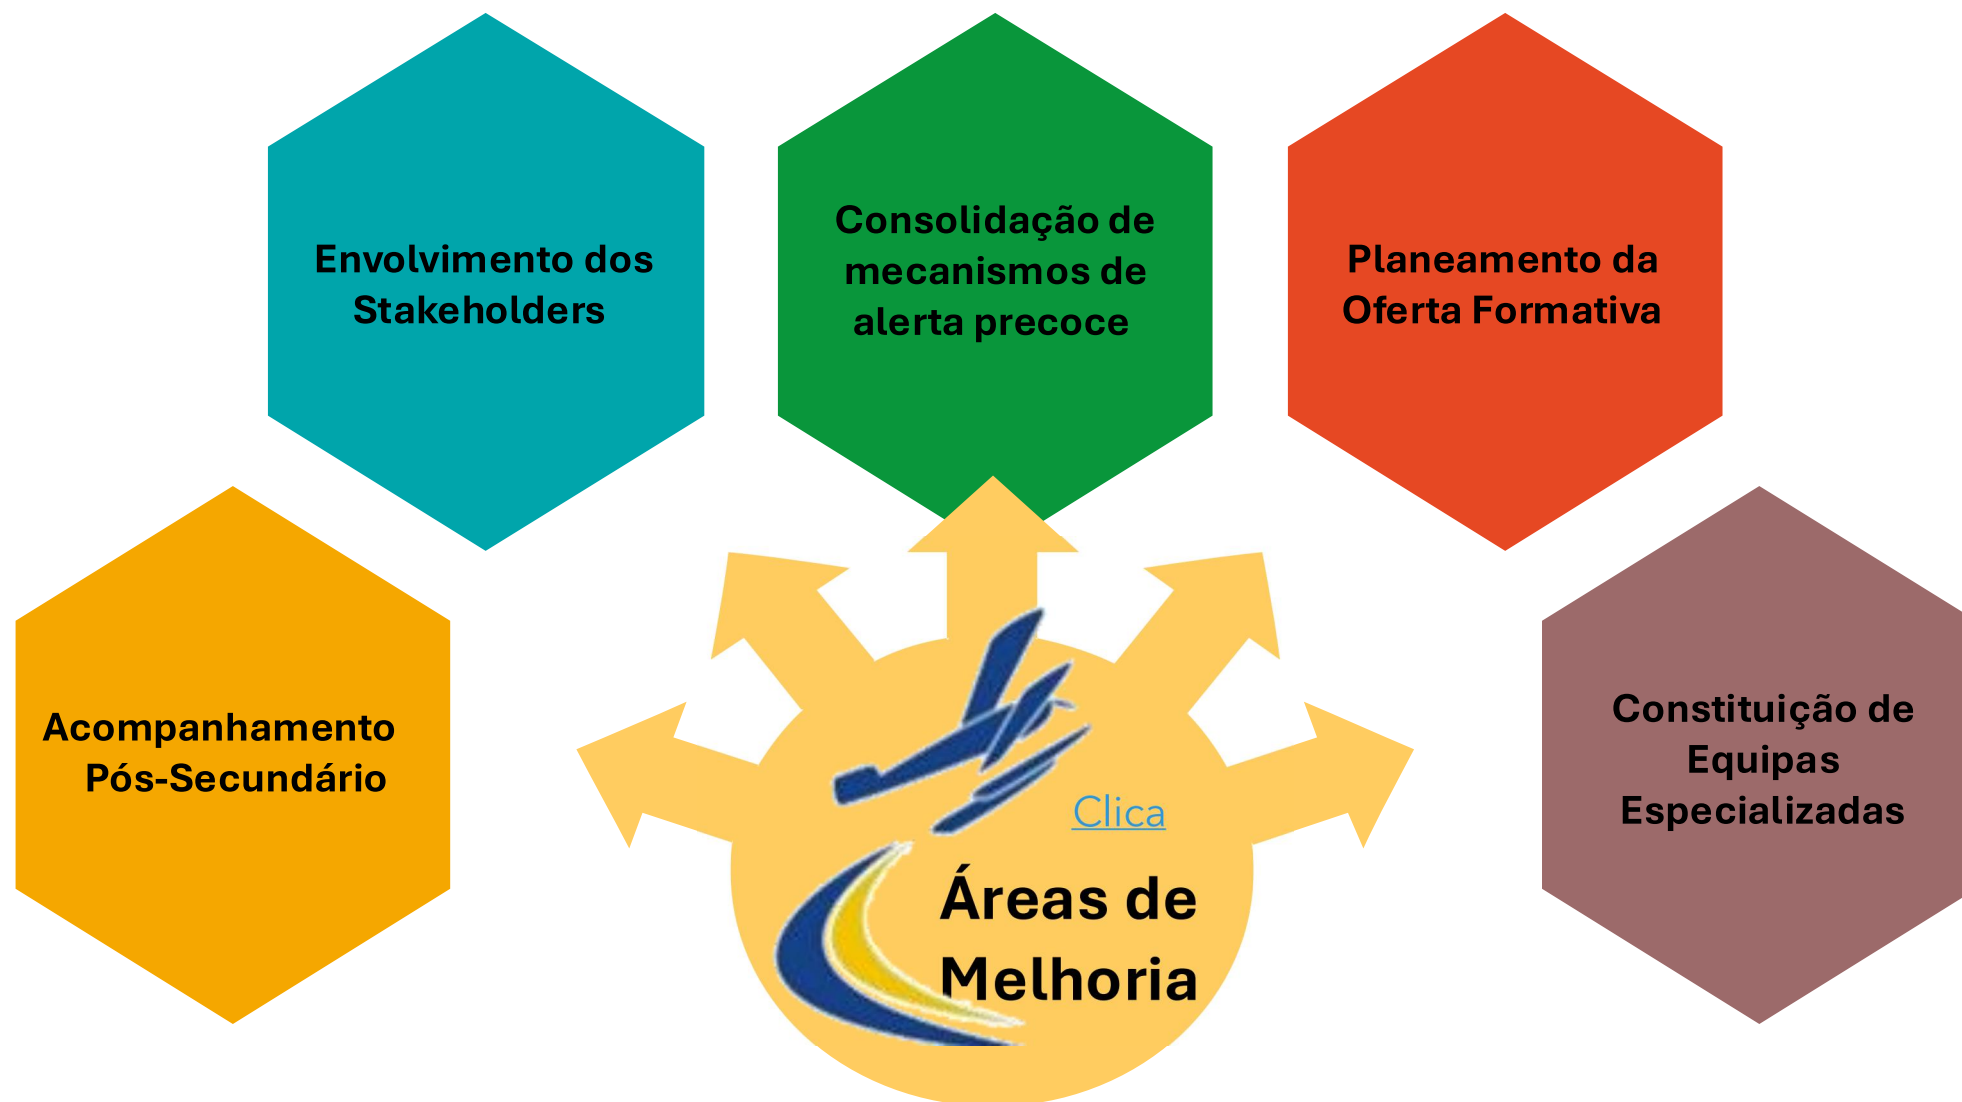 Envolvimento dos
Stakeholders
Consolidação de
mecanismos de
alerta precoce
Planeamento da
Oferta Formativa
Acompanhamento
Pós-Secundário
Constituição de
Equipas
Especializadas
Clica
Áreas de
Melhoria